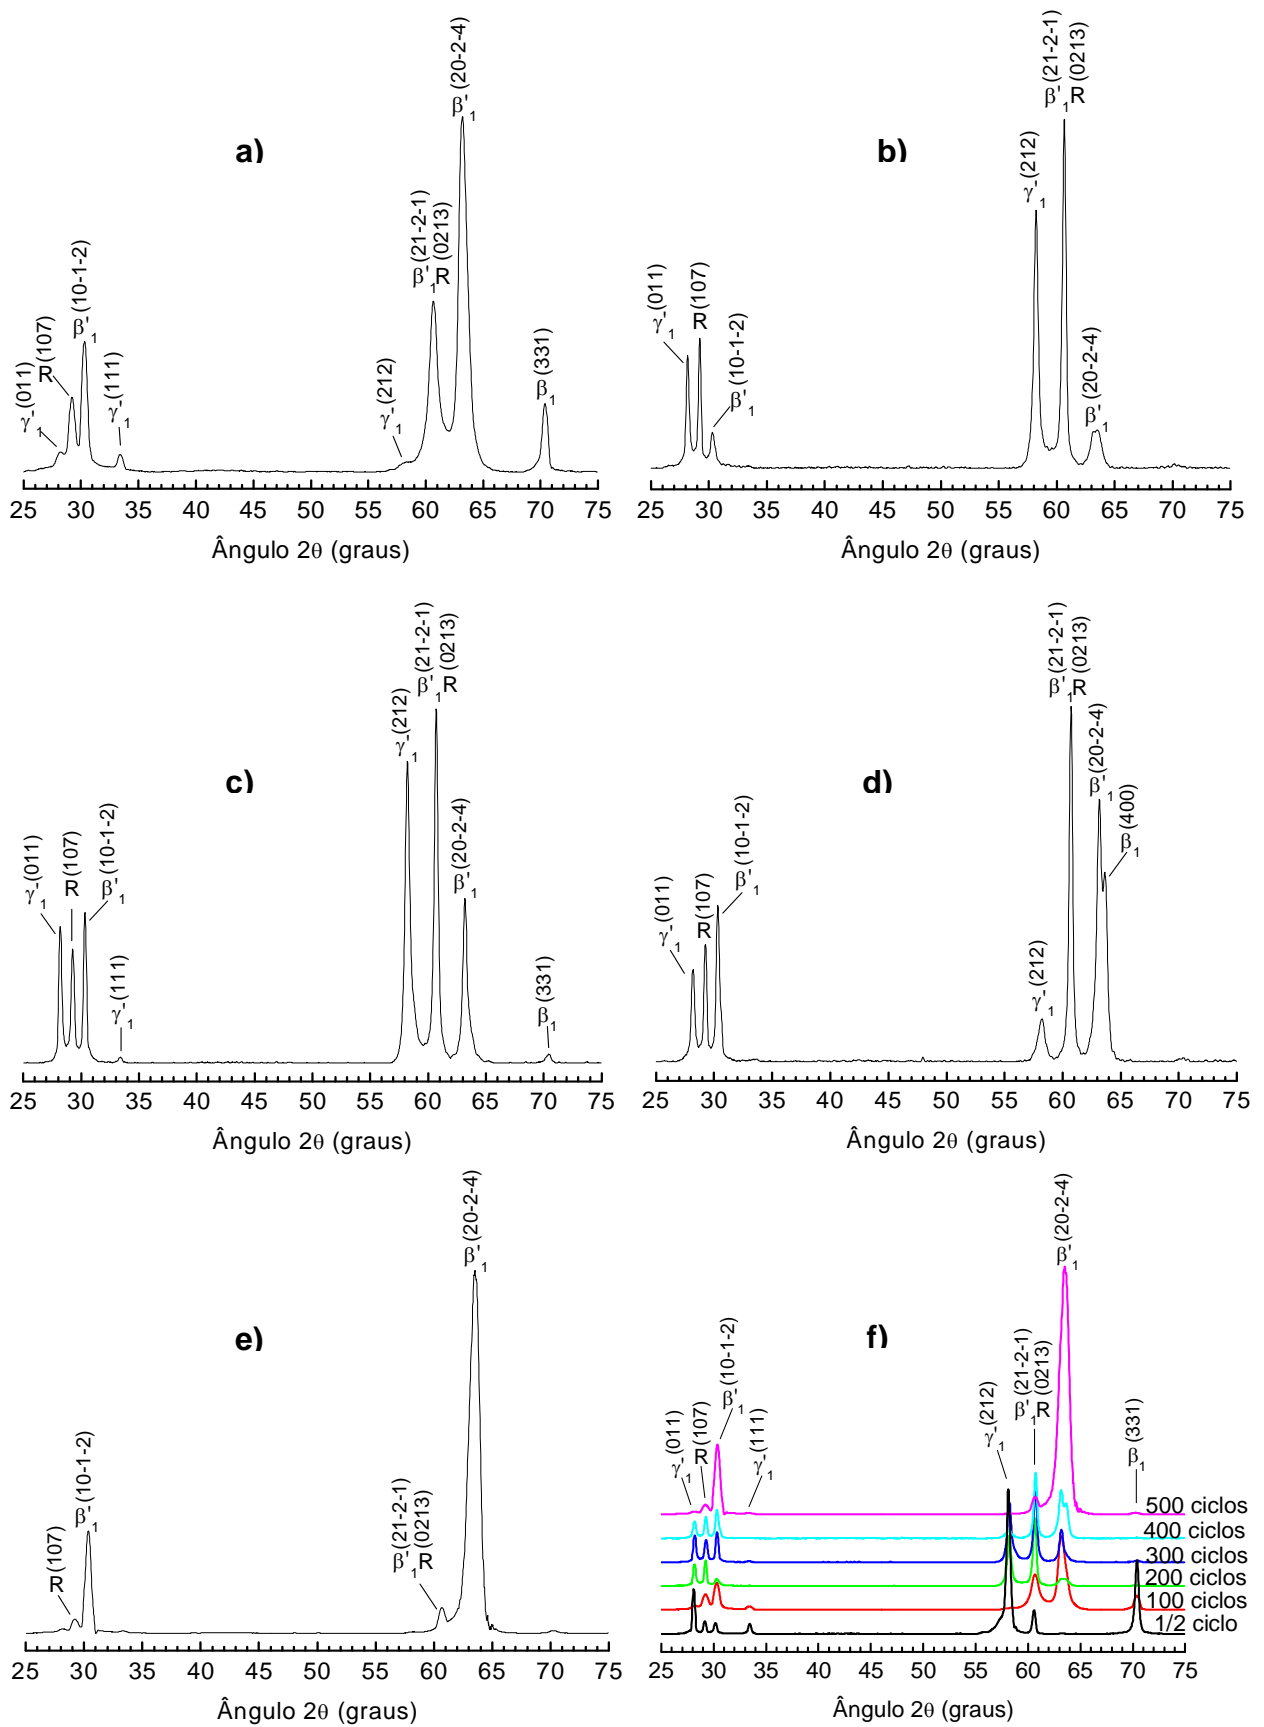 a)
γ'1(011)
R(107)
β'1(10-1-2)
γ'1(111)
γ'1(212)
β'1(21-2-1)
R(0213)
β'1(20-2-4)
β1(331)
25 30 35 40 45 50 55 60 65 70 75
Ângulo 2θ (graus)
b)
γ'1(011)
R(107)
β'1(10-1-2)
γ'1(212)
β'1(21-2-1)
R(0213)
β'1(20-2-4)
25 30 35 40 45 50 55 60 65 70 75
Ângulo 2θ (graus)
c)
γ'1(011)
R(107)
β'1(10-1-2)
γ'1(111)
γ'1(212)
β'1(21-2-1)
R(0213)
β'1(20-2-4)
β1(331)
25 30 35 40 45 50 55 60 65 70 75
Ângulo 2θ (graus)
d)
γ'1(011)
R(107)
β'1(10-1-2)
γ'1(212)
β'1(21-2-1)
R(0213)
β'1(20-2-4)
β1(400)
25 30 35 40 45 50 55 60 65 70 75
Ângulo 2θ (graus)
e)
R(107)
β'1(10-1-2)
β'1(21-2-1)
R(0213)
β'1(20-2-4)
25 30 35 40 45 50 55 60 65 70 75
Ângulo 2θ (graus)
f)
γ'1(011)
R(107)
β'1(10-1-2)
γ'1(111)
γ'1(212)
β'1(21-2-1)
R(0213)
β'1(20-2-4)
β1(331)
500 ciclos
400 ciclos
300 ciclos
200 ciclos
100 ciclos
1/2 ciclo
25 30 35 40 45 50 55 60 65 70 75
Ângulo 2θ (graus)